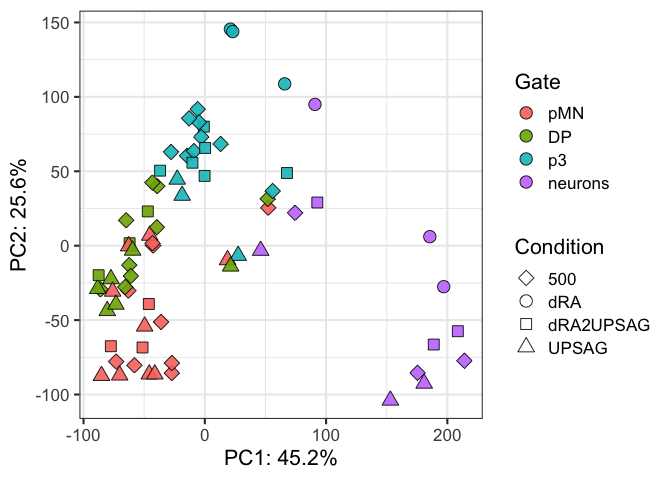 150
100
50
0
-50
-100
PC2: 25.6%
-100
0
100
200
PC1: 45.2%
Gate
pMN
DP
p3
neurons
Condition
500
dRA
dRA2UPSAG
UPSAG